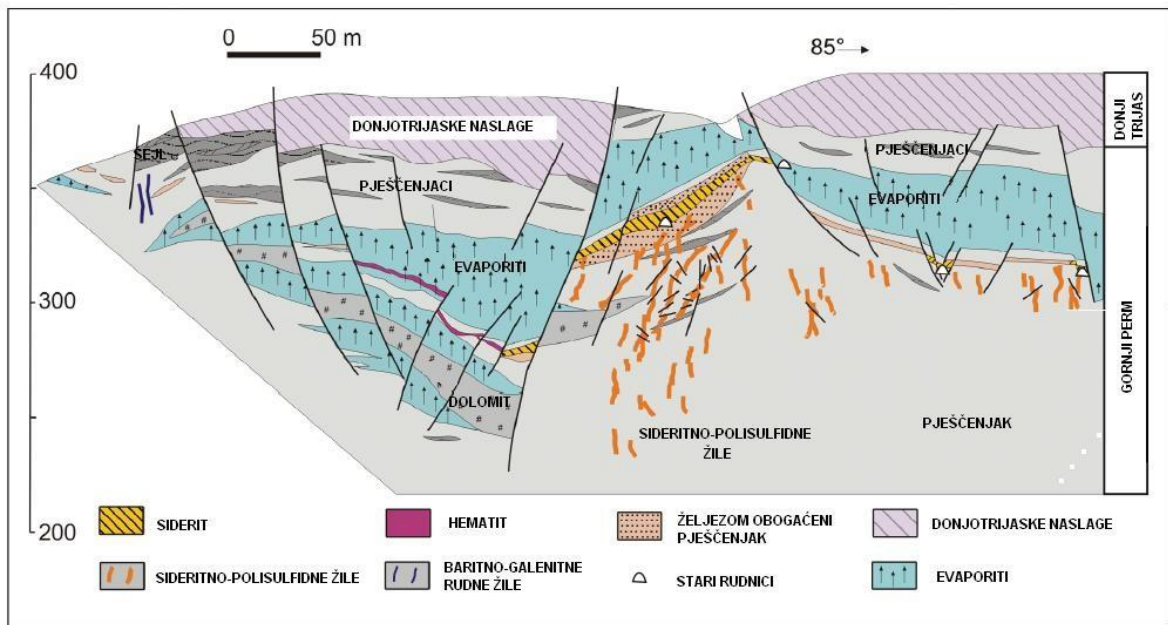 0 50 m
85°
400
300
200
DONJOTRIJASKE NASLAGE
ŠEJL
PJEŠČENJACI
PJEŠČENJACI
EVAPORITI
EVAPORITI
DOLOMIT
SIDERITNO-POLISULFIDNE
ŽILE
PJEŠČENJAK
DONJI
TRIJAS
GORNJI PERM
SIDERIT
HEMATIT
ŽELJEZOM OBOGAĆENI
PJEŠČENJAK
DONJOTRIJASKE NASLAGE
SIDERITNO-POLISULFIDNE ŽILE
BARITNO-GALENITNE
RUDNE ŽILE
STARI RUDNICI
EVAPORITI